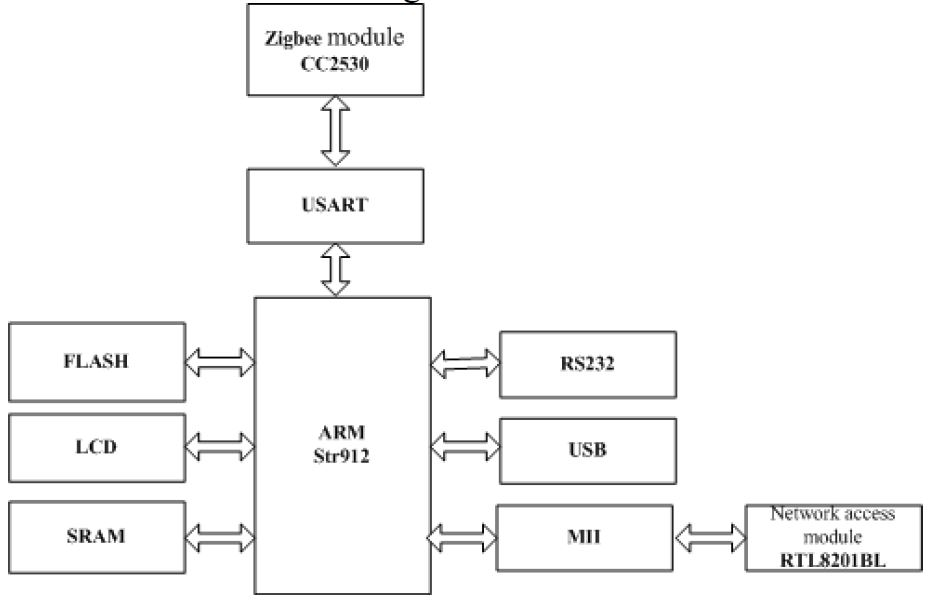 Zigbee module
CC2530
USART
FLASH
RS232
LCD
ARM
Str912
USB
SRAM
MII
Network access
module
RTL8201BL